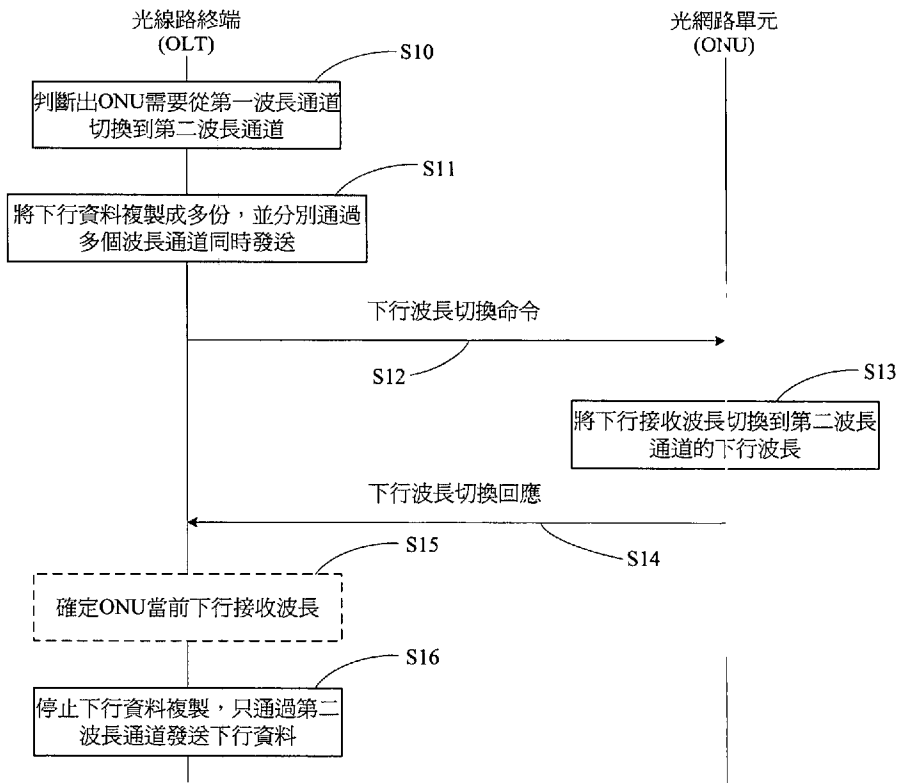 光線路終端
(OLT)
光網路單元
(ONU)
S10
判斷出ONU需要從第一波長通道
切換到第二波長通道
S11
將下行資料複製成多份,並分別通過
多個波長通道同時發送
下行波長切換命令
S12
S13
將下行接收波長切換到第二波長
通道的下行波長
下行波長切換回應
S14
S15
確定ONU當前下行接收波長
S16
停止下行資料複製,只通過第二
波長通道發送下行資料